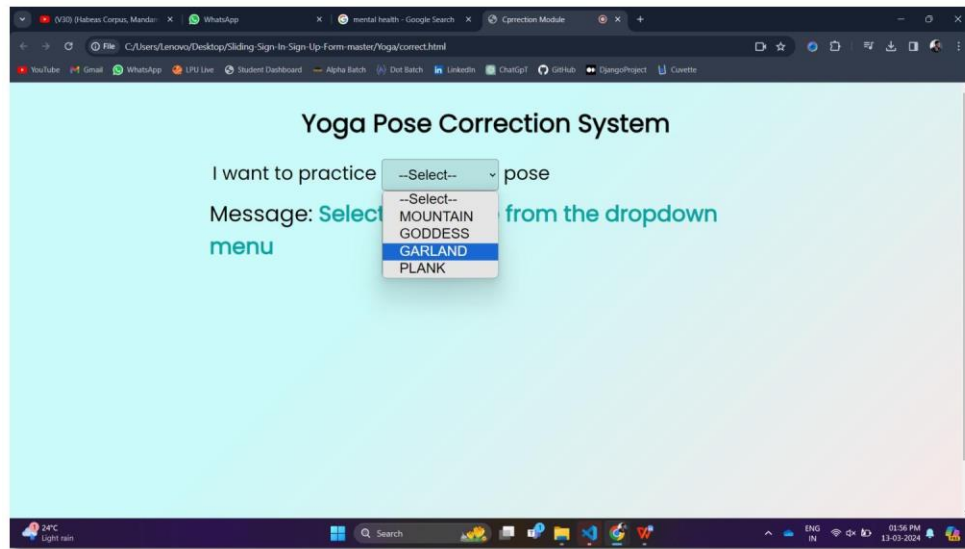 (V30) (Habeas Corpus, Mandan
WhatsApp
mental health - Google Search
Cprrection Module
File
C:/Users/Lenovo/Desktop/Sliding-Sign-In-Sign-Up-Form-master/Yoga/correct.html
YouTube
Gmail
WhatsApp
LPU Live
Student Dashboard
Alpha Batch
Dot Batch
LinkedIn
ChatGpT
GitHub
DjangoProject
Cuvette
Yoga Pose Correction System
I want to practice --Select-- pose
--Select--
MOUNTAIN
GODDESS
GARLAND
PLANK
Message: Select from the dropdown
menu
24°C
Light rain
Search
ENG
IN
01:56 PM
13-03-2024